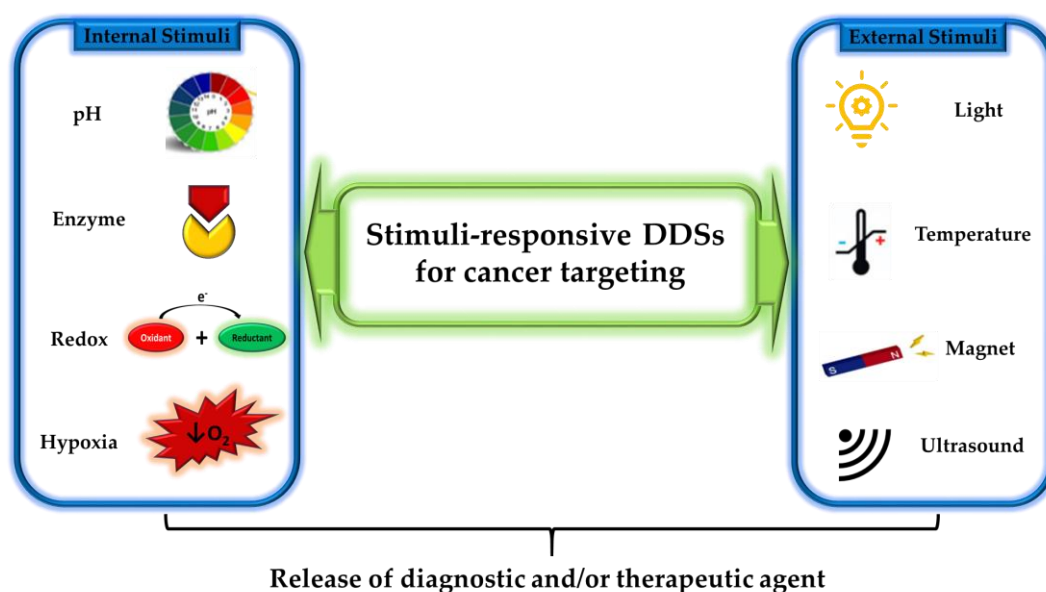 Internal Stimuli
pH
pH
Enzyme
e-
Redox
Oxidant
+
Reductant
Hypoxia
↓O₂
Stimuli-responsive DDSs
for cancer targeting
External Stimuli
Light
-
+
Temperature
S
N
Magnet
Ultrasound
Release of diagnostic and/or therapeutic agent